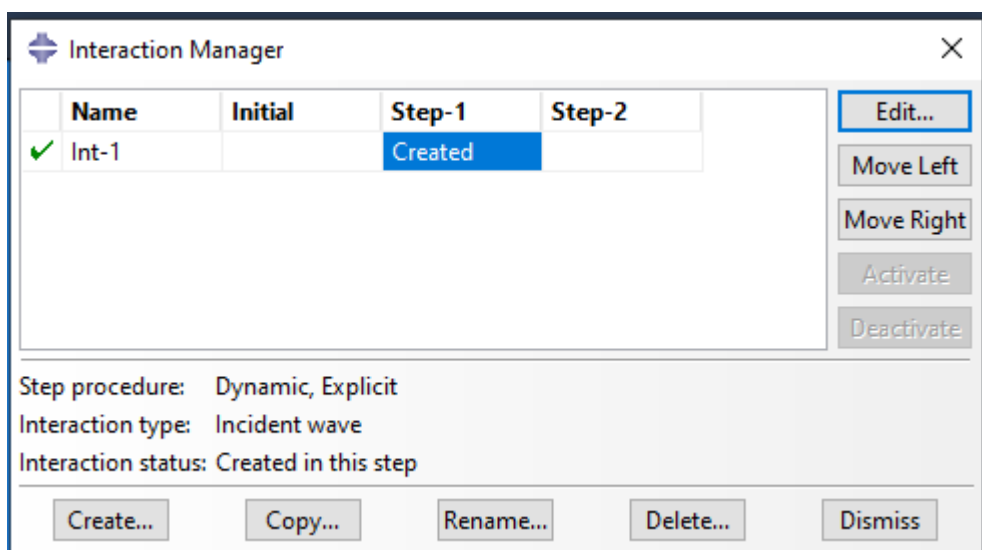 Interaction Manager
Name Initial Step-1 Step-2
Int-1 Created
Edit...
Move Left
Move Right
Activate
Deactivate
Step procedure: Dynamic, Explicit
Interaction type: Incident wave
Interaction status: Created in this step
Create... Copy... Rename... Delete... Dismiss